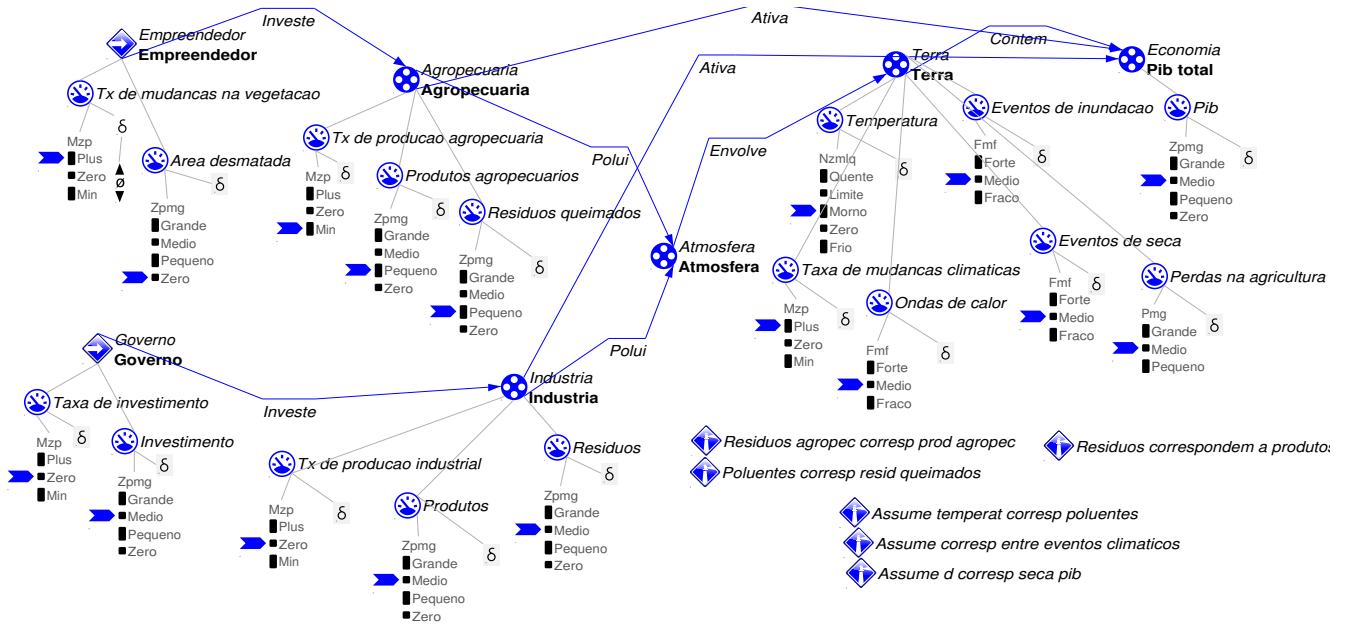 Investe
Ativa
Empreendedor
Empreendedor
Tx de mudancas na vegetacao
δ
Mzp
Plus
Zero
Min
ø
Area desmatada
δ
Zpmg
Grande
Medio
Pequeno
Zero
Agropecuaria
Agropecuaria
Tx de producao agropecuaria
δ
Mzp
Plus
Zero
Min
Produtos agropecuarios
δ
Zpmg
Grande
Medio
Pequeno
Zero
Residuos queimados
δ
Zpmg
Grande
Medio
Pequeno
Zero
Polui
Ativa
Envolve
Atmosfera
Atmosfera
Terra
Terra
Contem
Temperatura
δ
Nzmlq
Quente
Limite
Morno
Zero
Frio
Eventos de inundacao
δ
Fmf
Forte
Medio
Fraco
Economia
Pib total
Pib
δ
Zpmg
Grande
Medio
Pequeno
Zero
Taxa de mudancas climaticas
δ
Mzp
Plus
Zero
Min
Ondas de calor
δ
Fmf
Forte
Medio
Fraco
Eventos de seca
δ
Fmf
Forte
Medio
Fraco
Perdas na agricultura
δ
Pmg
Grande
Medio
Pequeno
Governo
Governo
Investe
Taxa de investimento
δ
Mzp
Plus
Zero
Min
Investimento
δ
Zpmg
Grande
Medio
Pequeno
Zero
Industria
Industria
Polui
Tx de producao industrial
δ
Mzp
Plus
Zero
Min
Produtos
δ
Zpmg
Grande
Medio
Pequeno
Zero
Residuos
δ
Zpmg
Grande
Medio
Pequeno
Zero
Residuos agropec corresp prod agropec
Residuos correspondem a produtos
Poluentes corresp resid queimados
Assume temperat corresp poluentes
Assume corresp entre eventos climaticos
Assume d corresp seca pib